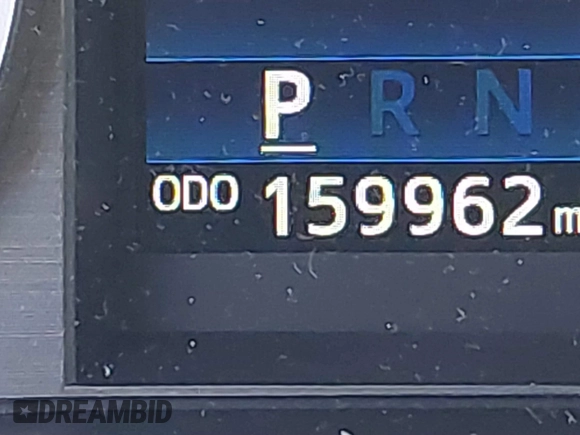 P R N
ODO 159962 m
DREAMBID